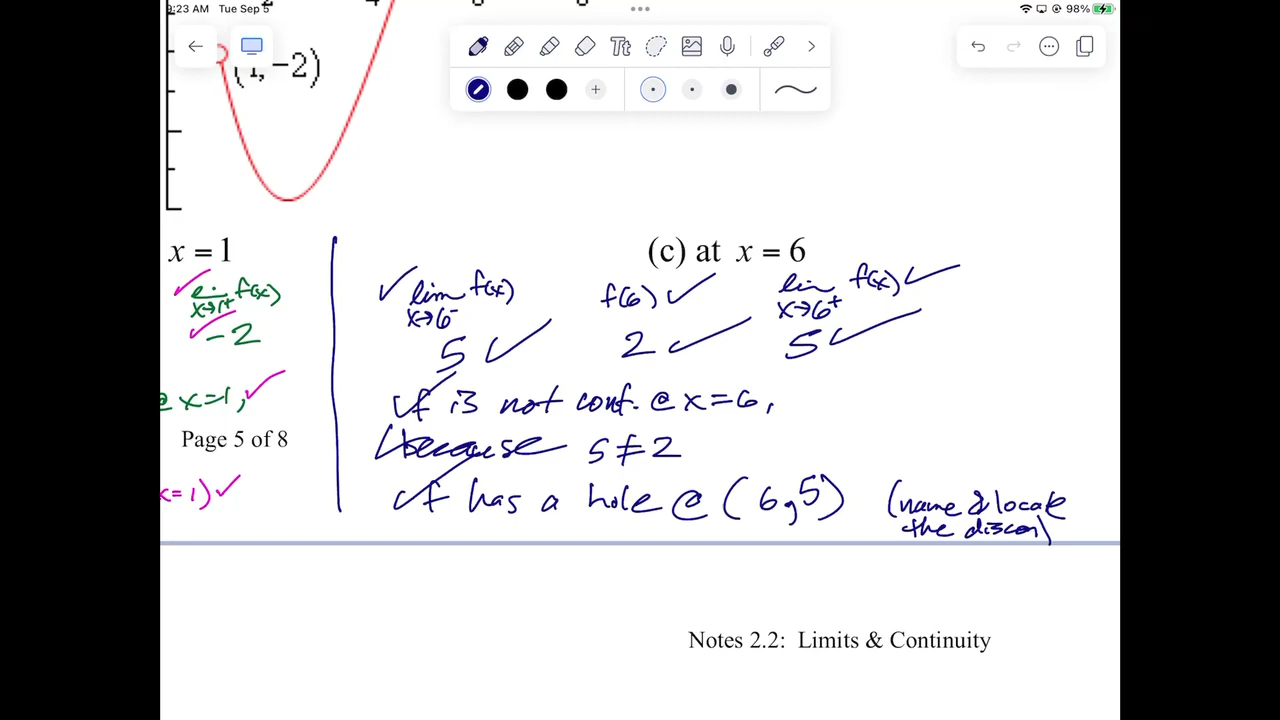 9:23 AM Tue Sep 5
98%
(1, −2)
x = 1
(c) at x = 6
lim f(x)
x→1+
−2
@ x=1,
Page 5 of 8
x=1)
lim f(x) f(6) lim f(x)
x→6⁻ x→6⁺
5 2 5
f is not cont. @ x=6,
because 5≠2
f has a hole @ (6,5) (name & locate
the discon)
Notes 2.2: Limits & Continuity